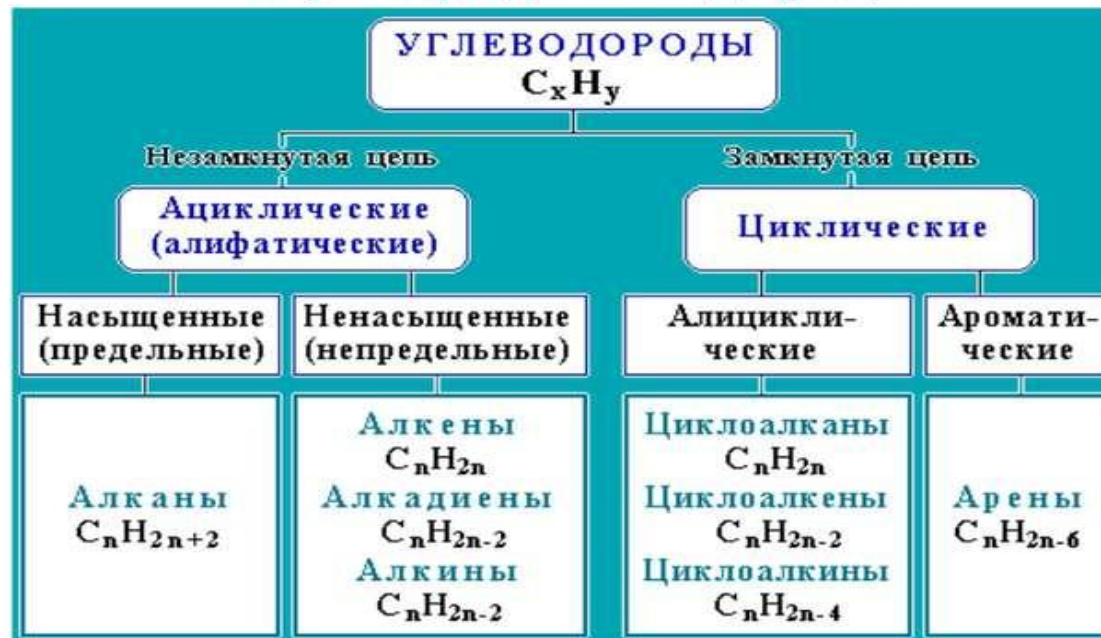 УГЛЕВОДОРОДЫ
CxHy
Незамкнутая цепь
Замкнутая цепь
Ациклические
(алифатические)
Циклические
Насыщенные
(предельные)
Ненасыщенные
(непредельные)
Алицикли-
ческие
Аромати-
ческие
Алканы
CnH2n+2
Алкены
CnH2n
Алкадиены
CnH2n-2
Алкины
CnH2n-2
Циклоалканы
CnH2n
Циклоалкены
CnH2n-2
Циклоалкины
CnH2n-4
Арены
CnH2n-6